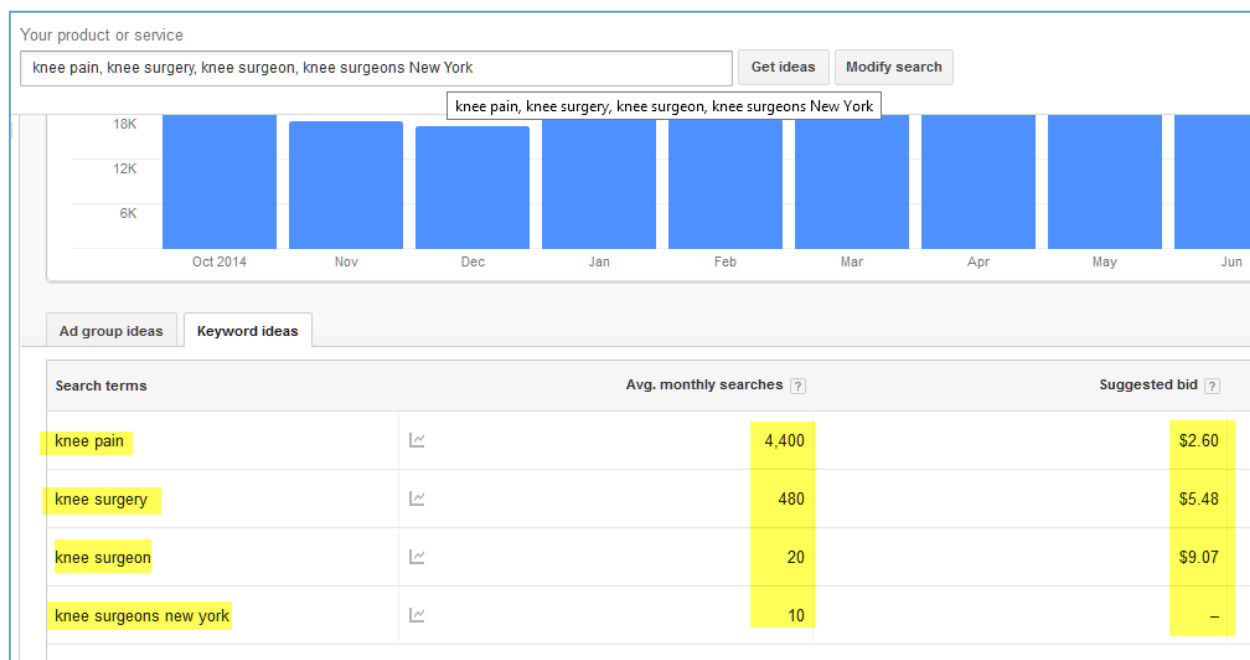 Your product or service
knee pain, knee surgery, knee surgeon, knee surgeons New York Get ideas Modify search
knee pain, knee surgery, knee surgeon, knee surgeons New York
18K
12K
6K
Oct 2014 Nov Dec Jan Feb Mar Apr May Jun
Ad group ideas Keyword ideas
Search terms Avg. monthly searches ? Suggested bid ?
knee pain 4,400 $2.60
knee surgery 480 $5.48
knee surgeon 20 $9.07
knee surgeons new york 10 –